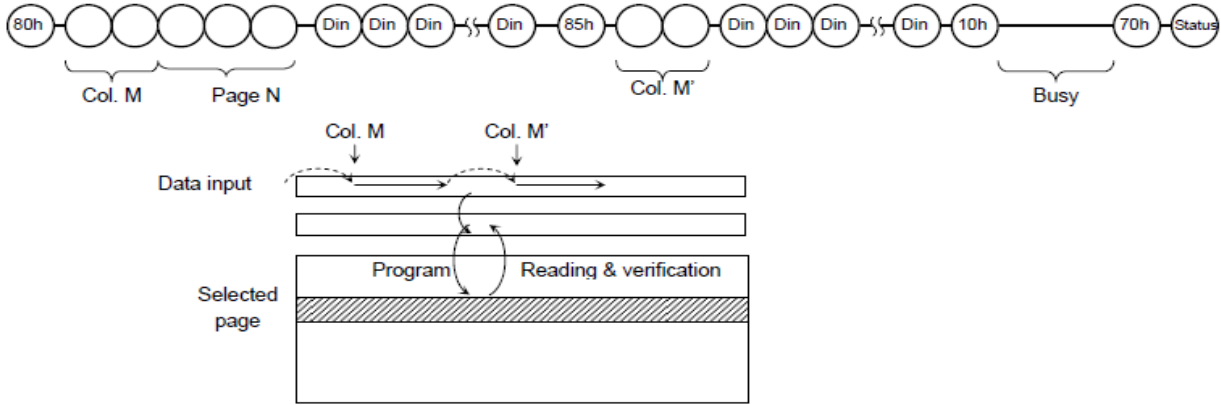 80h Din Din Din Din 85h Din Din Din Din 10h 70h Status
Col. M Page N Col. M’ Busy
Col. M Col. M’
Data input
Program Reading & verification
Selected
page